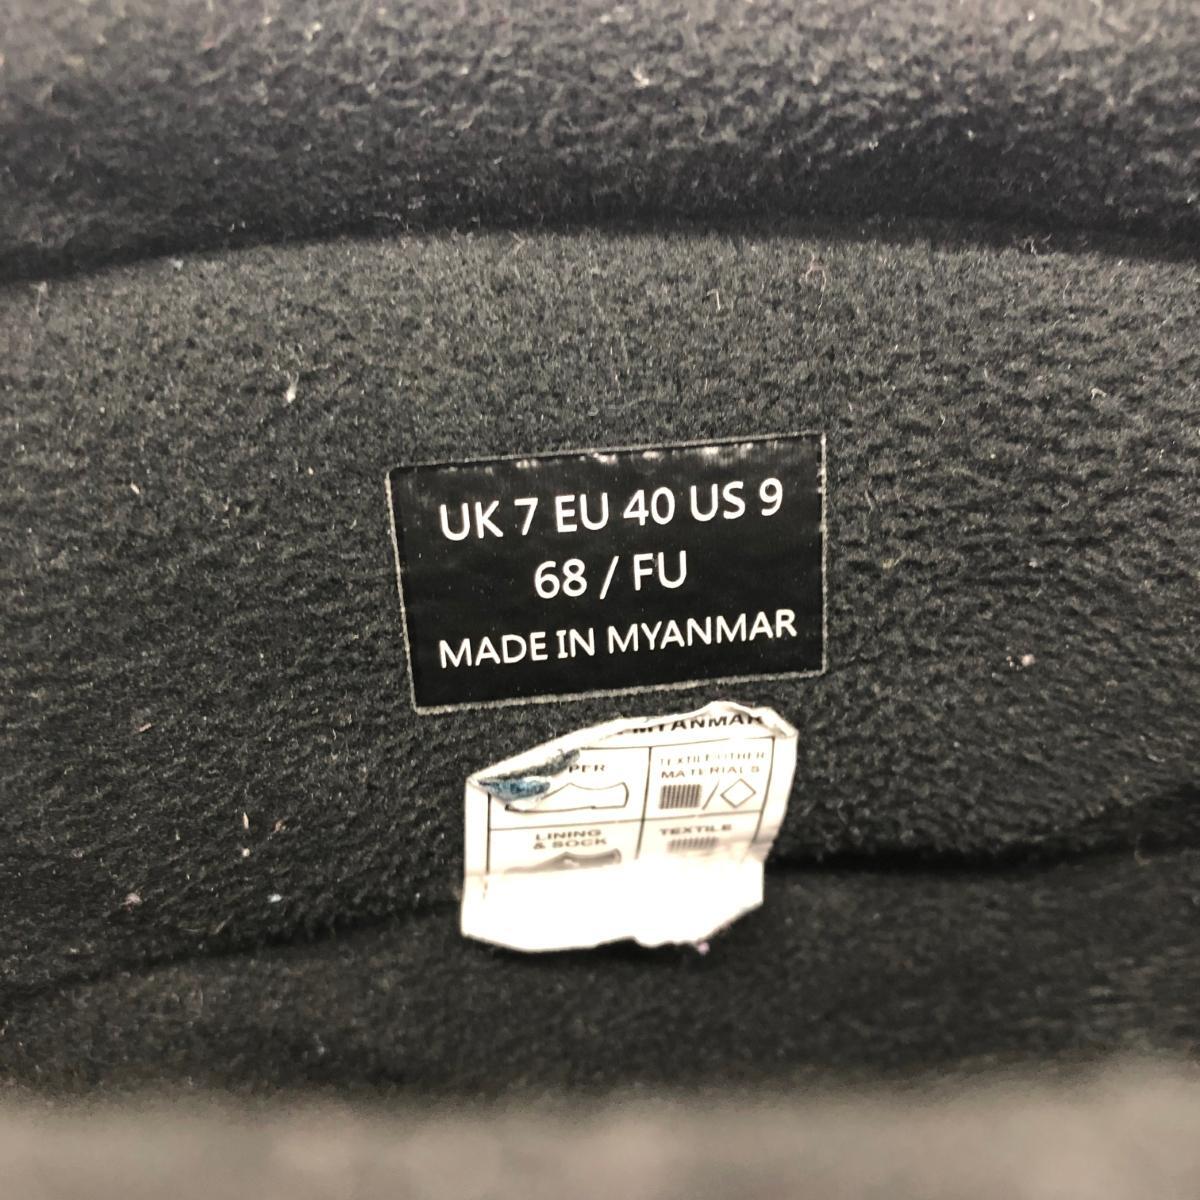 UK 7 EU 40 US 9
68 / FU
MADE IN MYANMAR
MYANMAR
TEXTILE/OTHER
MATERIALS
LINING
& SOCK
TEXTILE